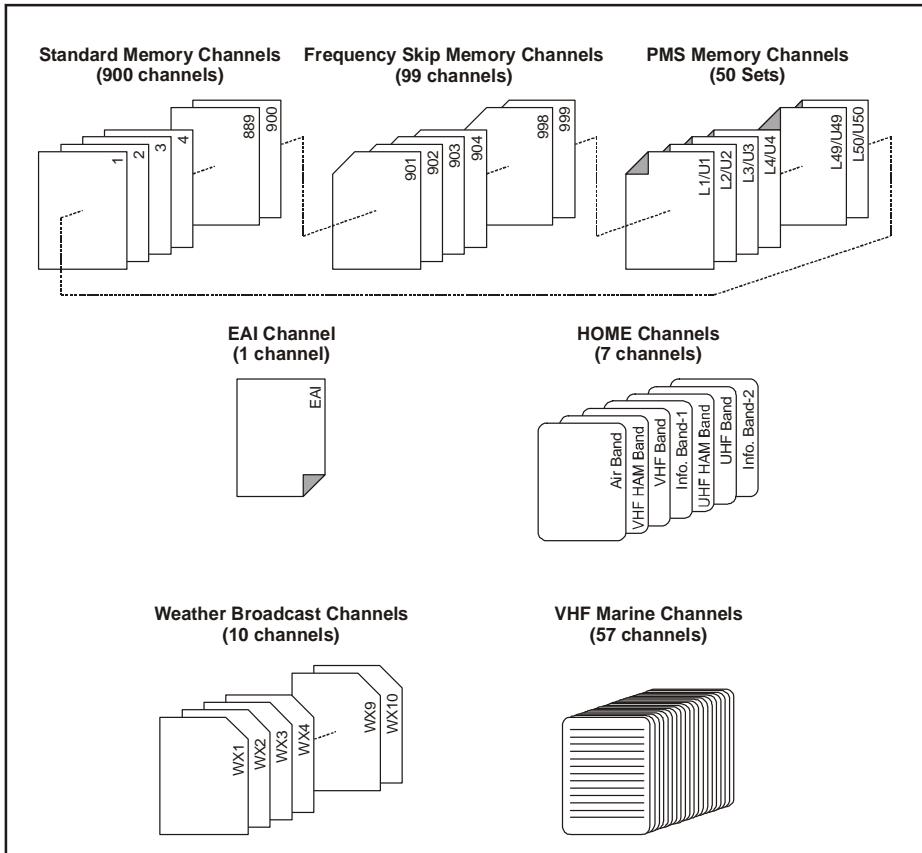 Standard Memory Channels
(900 channels)
Frequency Skip Memory Channels
(99 channels)
PMS Memory Channels
(50 Sets)
1
2
3
4
889
900
901
902
903
904
998
999
L1/U1
L2/U2
L3/U3
L4/U4
L49/U49
L50/U50
EAI Channel
(1 channel)
EAI
HOME Channels
(7 channels)
Air Band
VHF HAM Band
VHF Band
Info. Band-1
UHF HAM Band
UHF Band
Info. Band-2
Weather Broadcast Channels
(10 channels)
WX1
WX2
WX3
WX4
WX9
WX10
VHF Marine Channels
(57 channels)